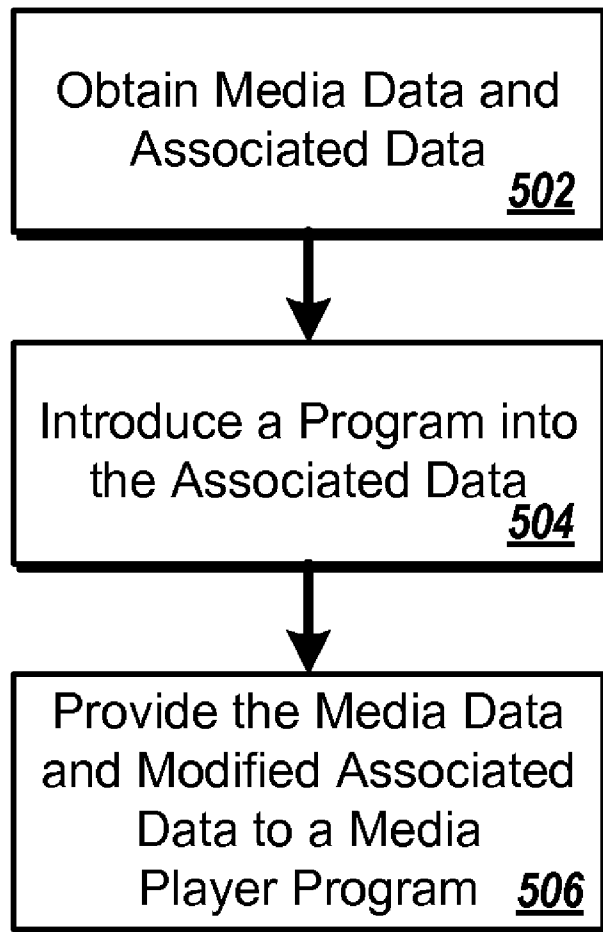 Obtain Media Data and
Associated Data
502
Introduce a Program into
the Associated Data
504
Provide the Media Data
and Modified Associated
Data to a Media
Player Program 506